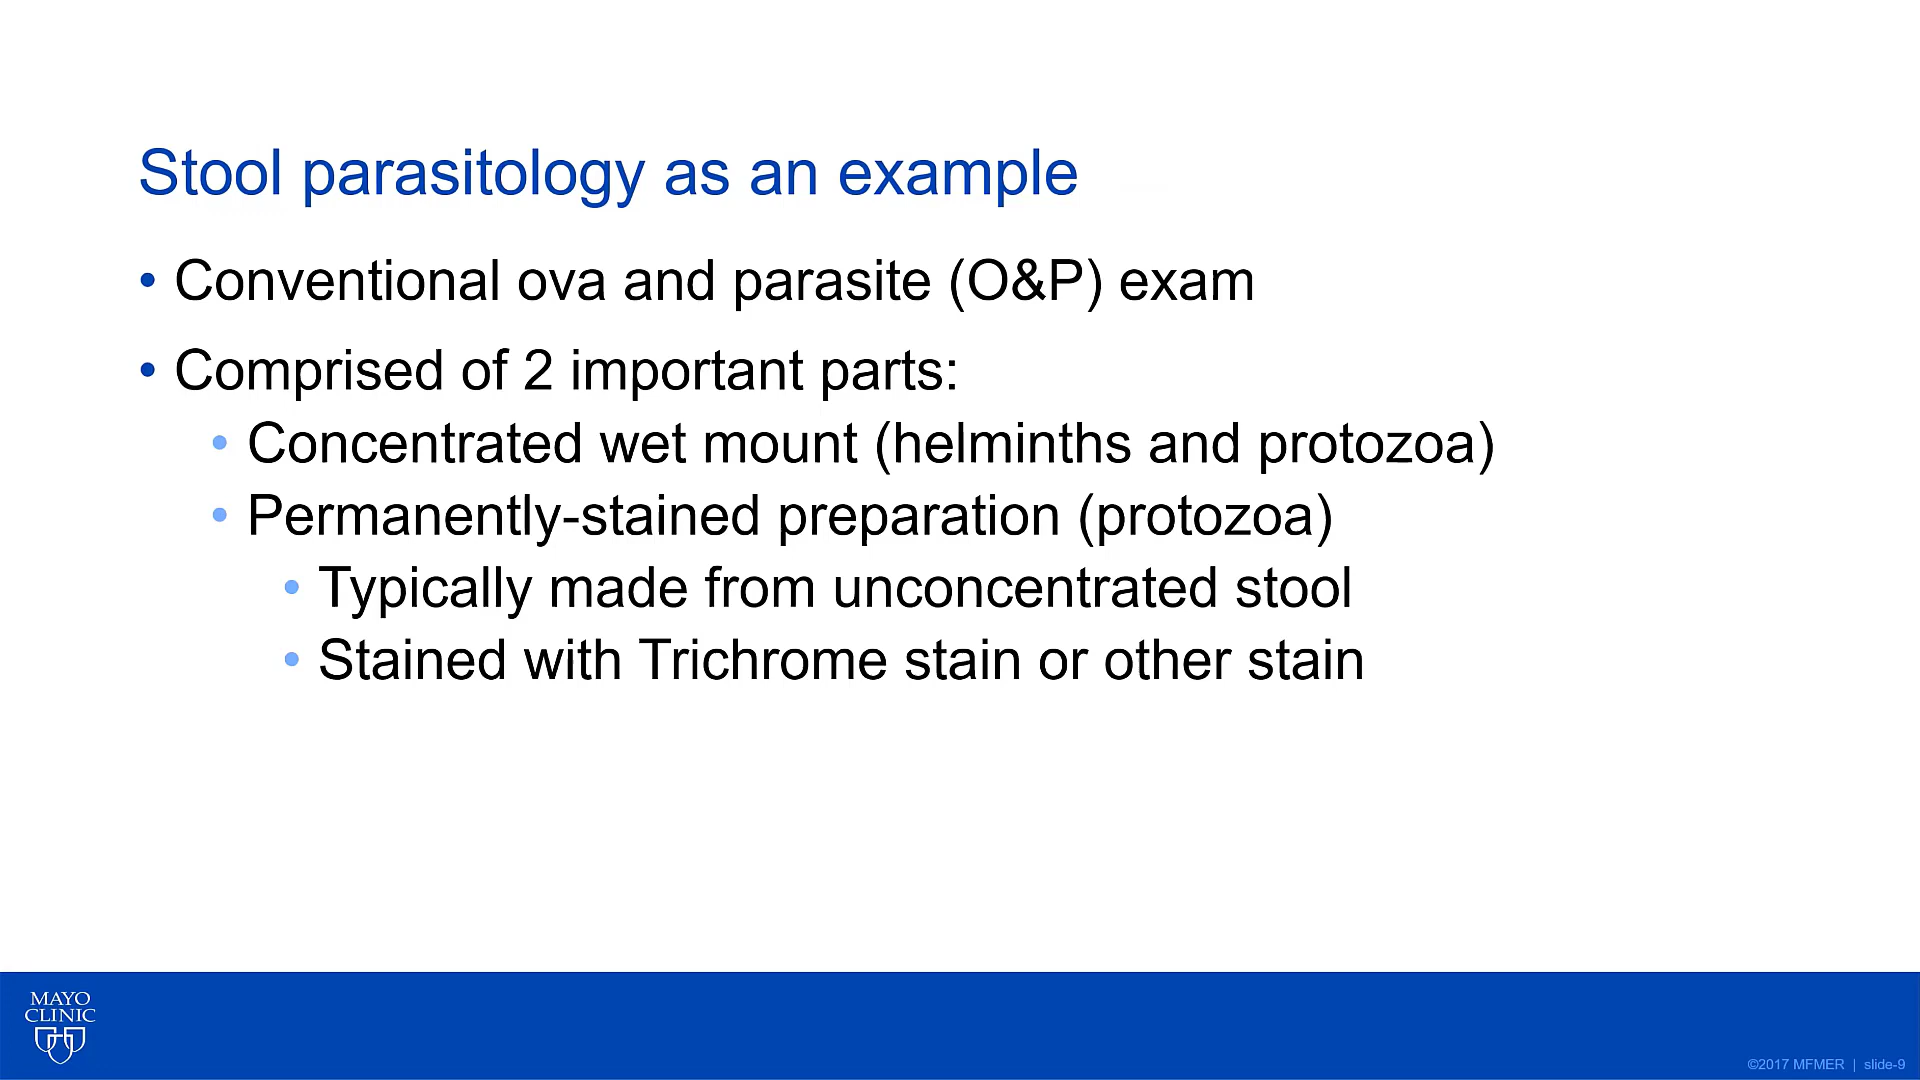 Stool parasitology as an example
• Conventional ova and parasite (O&P) exam
• Comprised of 2 important parts:
• Concentrated wet mount (helminths and protozoa)
• Permanently-stained preparation (protozoa)
• Typically made from unconcentrated stool
• Stained with Trichrome stain or other stain
MAYO
CLINIC
©2017 MFMER | slide-9